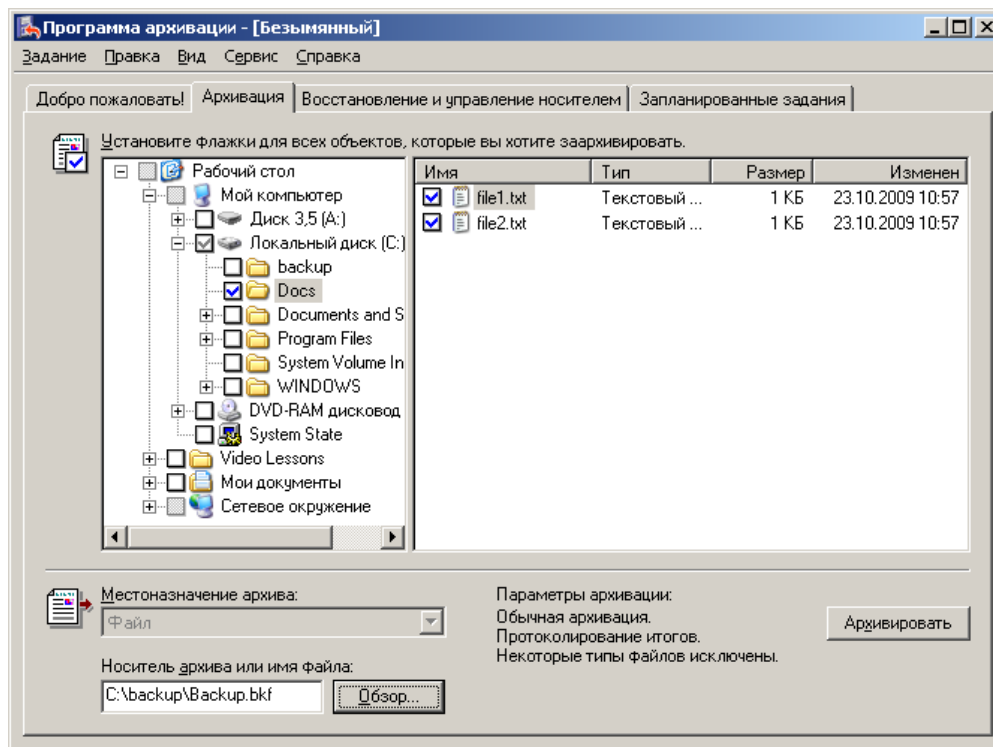 Программа архивации - [Безымянный]
Задание Правка Вид Сервис Справка
Добро пожаловать! Архивация Восстановление и управление носителем Запланированные задания
Установите флажки для всех объектов, которые вы хотите заархивировать.
Рабочий стол
Мой компьютер
Диск 3,5 (A:)
Локальный диск (C:)
backup
Docs
Documents and S
Program Files
System Volume In
WINDOWS
DVD-RAM дисковод
System State
Video Lessons
Мои документы
Сетевое окружение
Имя Тип Размер Изменен
file1.txt Текстовый ... 1 КБ 23.10.2009 10:57
file2.txt Текстовый ... 1 КБ 23.10.2009 10:57
Местоназначение архива:
Файл
Носитель архива или имя файла:
C:\backup\Backup.bkf Обзор...
Параметры архивации:
Обычная архивация.
Протоколирование итогов.
Некоторые типы файлов исключены.
Архивировать